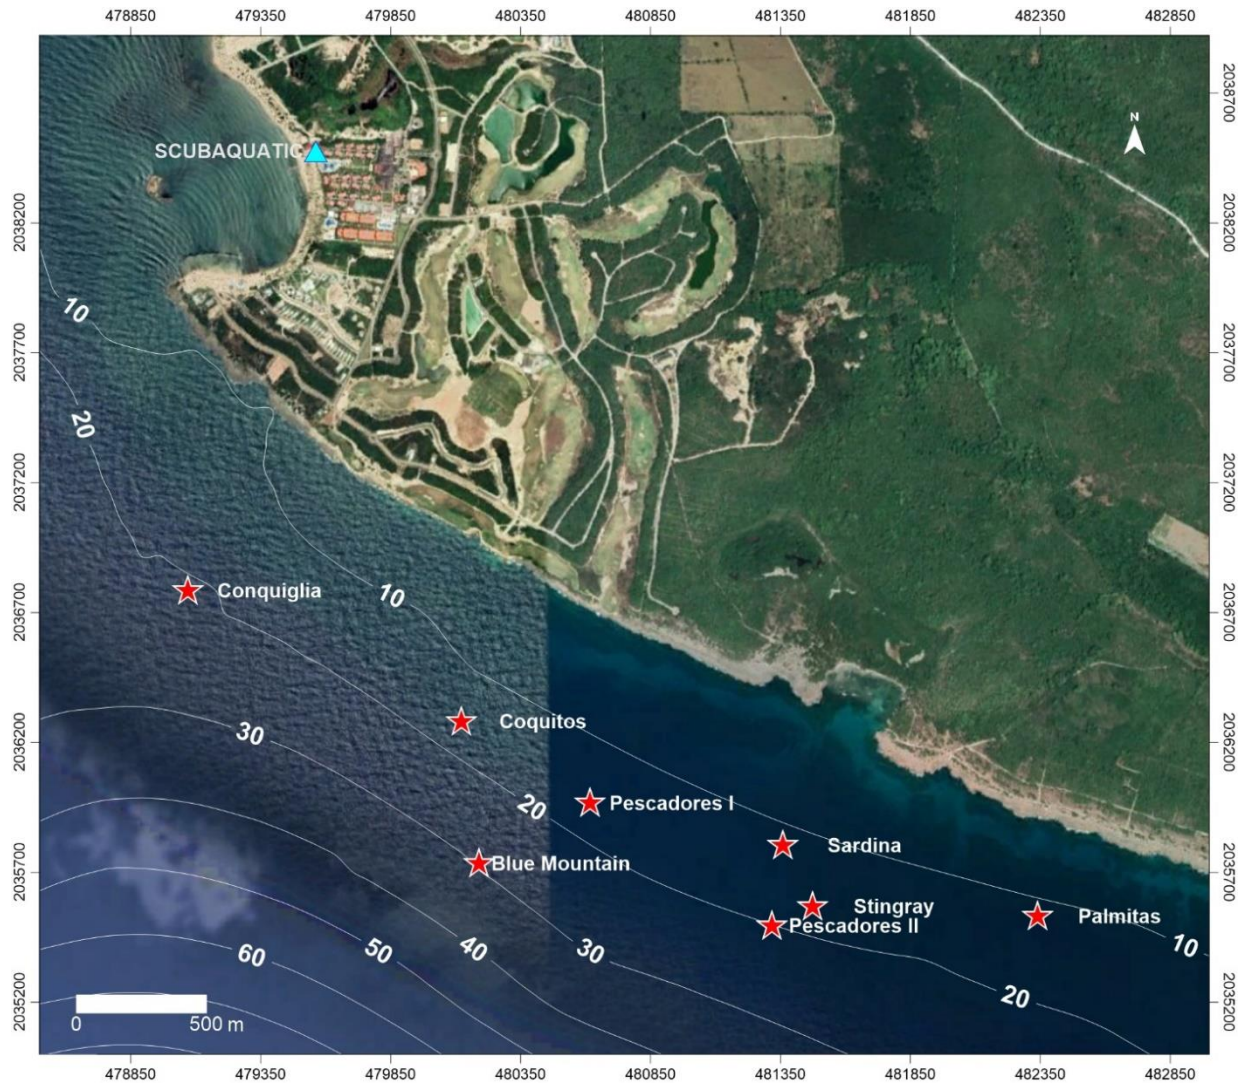 478850 479350 479850 480350 480850 481350 481850 482350 482850
2038700
N
SCUBAQUATIC
2038200 2038200
10
2037700 2037700
20
2037200 2037200
Conquiglia
10
2036700 2036700
Coquitos
30
2036200 2036200
20
Pescadores I
Sardina
Blue Mountain
2035700 2035700
Stingray
Palmitas
Pescadores II
60 50 40 30 10
20
2035200 2035200
0 500 m
478850 479350 479850 480350 480850 481350 481850 482350 482850